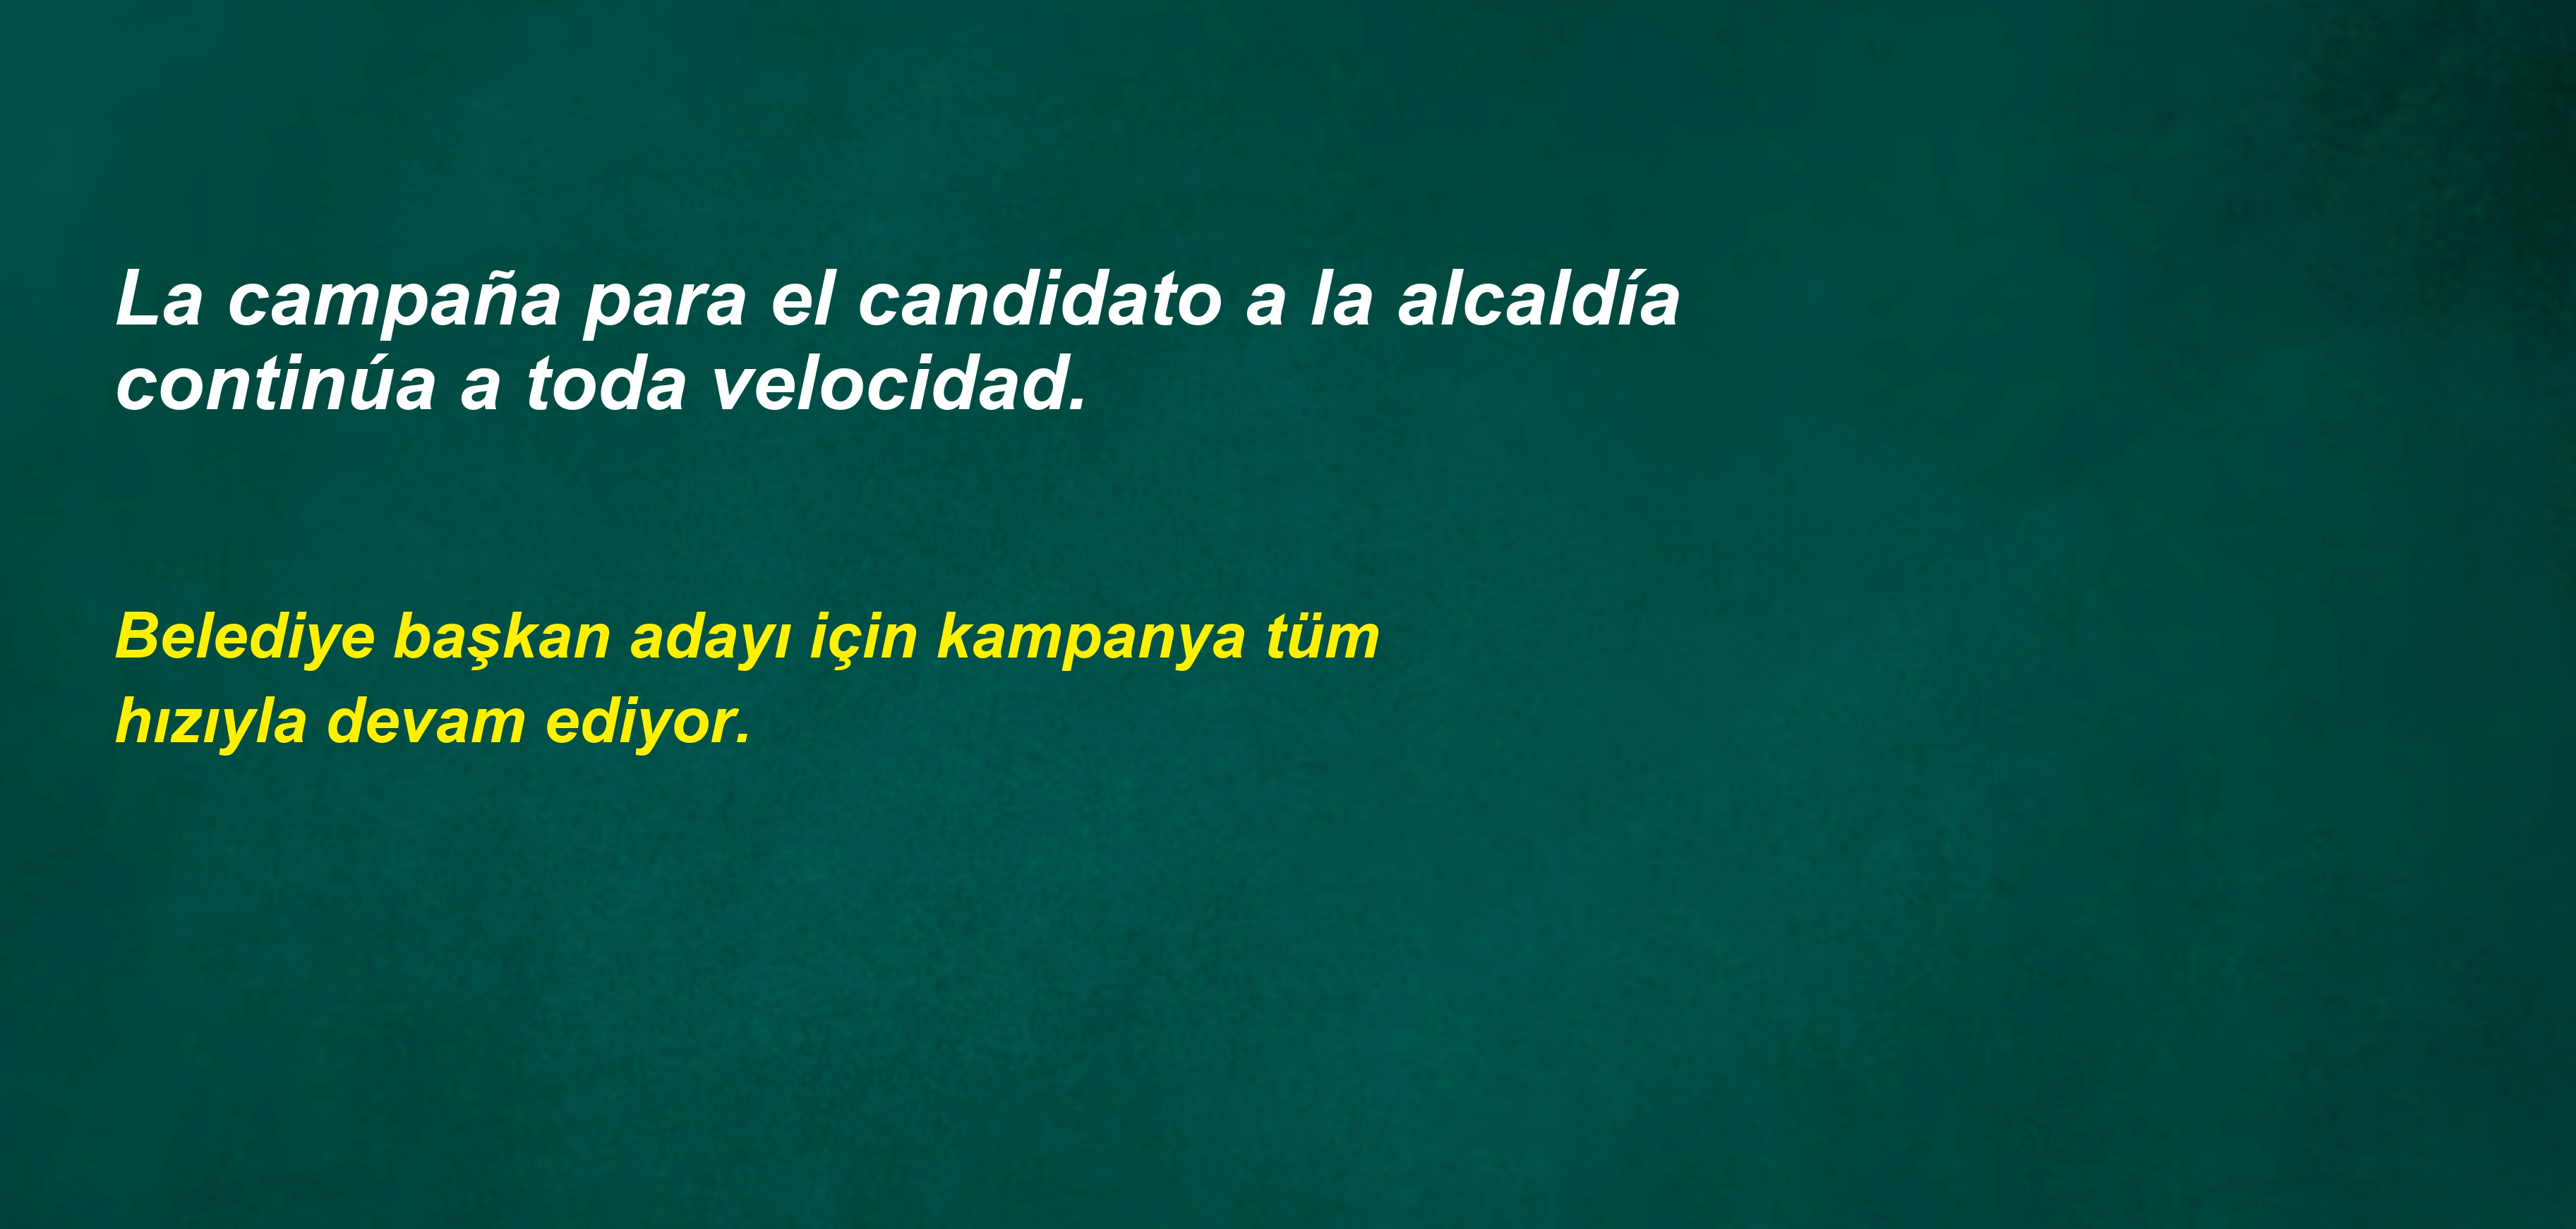 La campaña para el candidato a la alcaldía
continúa a toda velocidad.
Belediye başkan adayı için kampanya tüm
hızıyla devam ediyor.